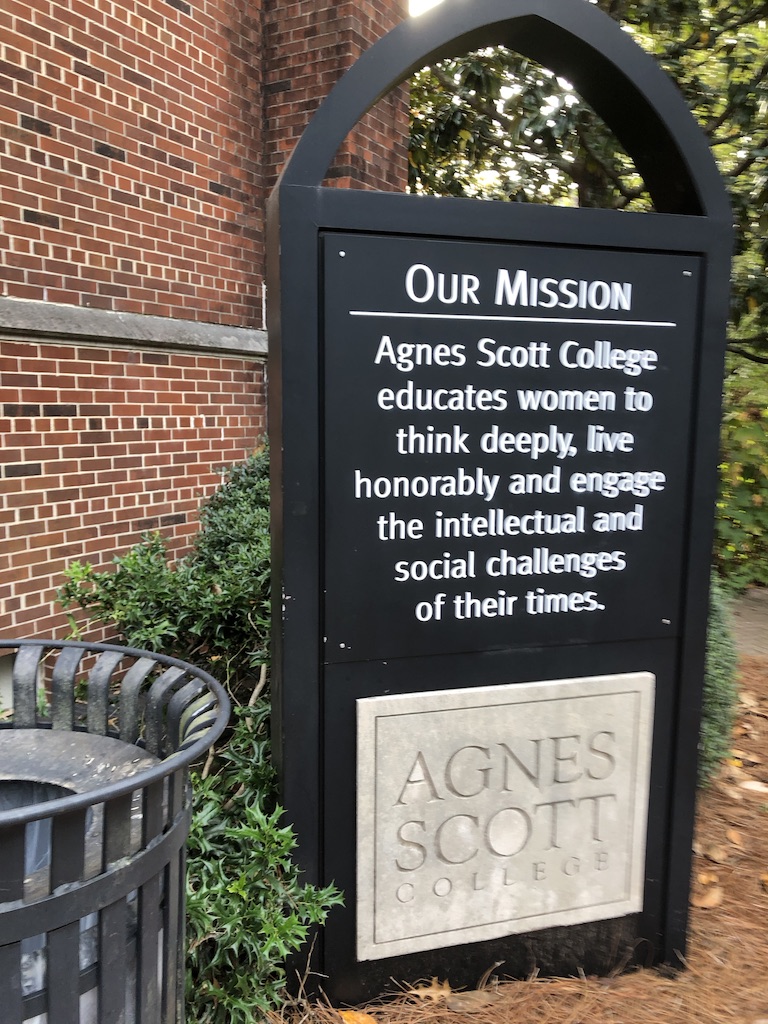 Our Mission
Agnes Scott College
educates women to
think deeply, live
honorably and engage
the intellectual and
social challenges
of their times.
AGNES
SCOTT
COLLEGE